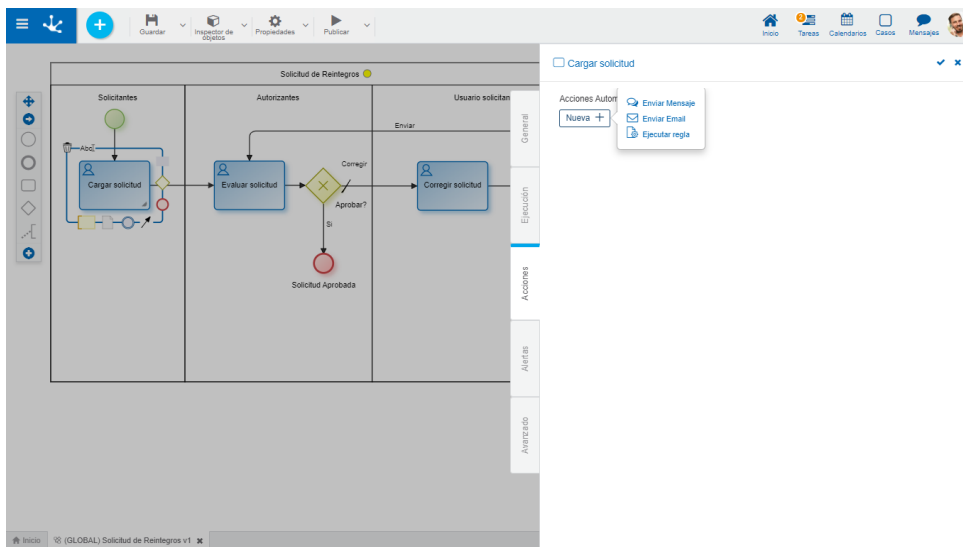 Guardar
Inspector de
objetos
Propiedades
Publicar
Inicio
2
Tareas
Calendarios
Casos
Mensajes
Solicitud de Reintegros
Solicitantes
Autorizantes
Usuario solicitan
Enviar
Cargar solicitud
Evaluar solicitud
Corregir
Aprobar?
Corregir solicitud
Si
Solicitud Aprobada
General
Ejecución
Acciones
Alertas
Avanzado
Cargar solicitud
Acciones Autom
Nueva +
Enviar Mensaje
Enviar Email
Ejecutar regla
Inicio
(GLOBAL) Solicitud de Reintegros v1